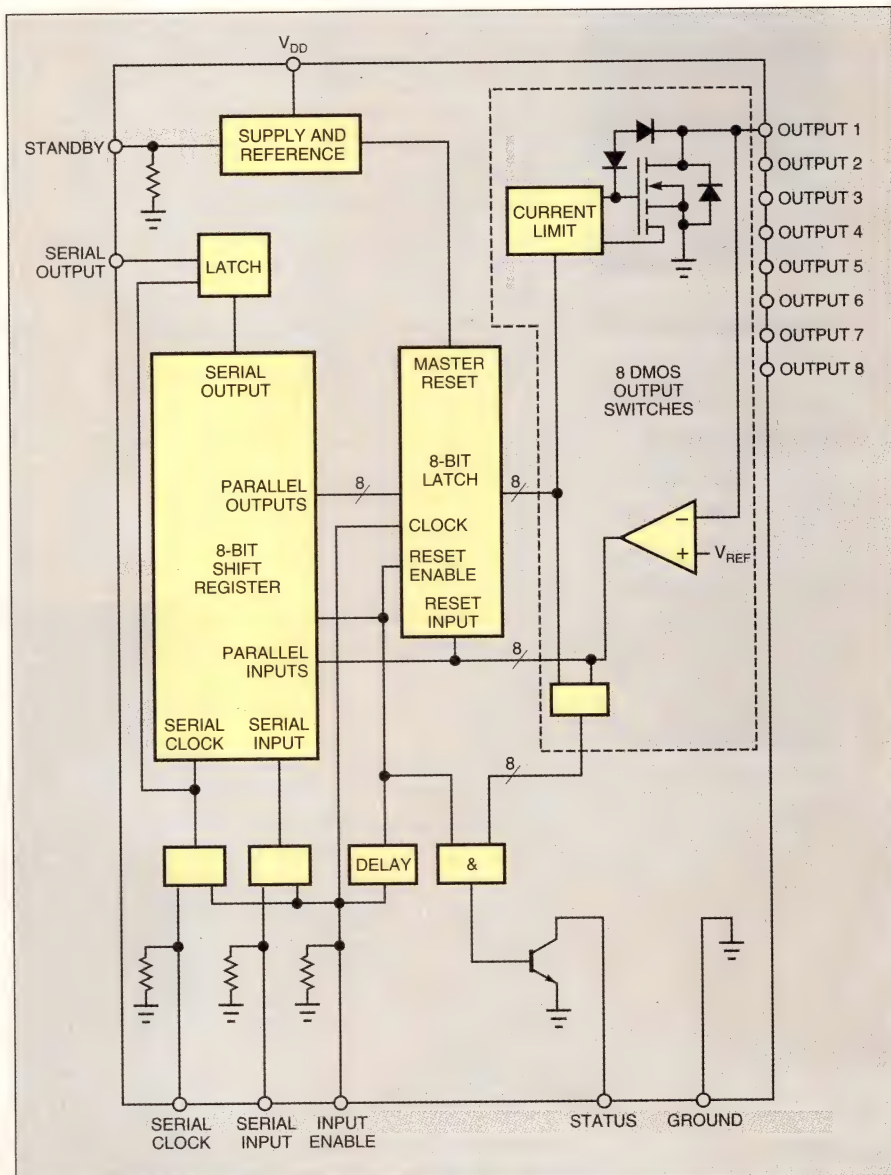 VDD
STANDBY
SUPPLY AND
REFERENCE
OUTPUT 1
OUTPUT 2
OUTPUT 3
OUTPUT 4
OUTPUT 5
OUTPUT 6
OUTPUT 7
OUTPUT 8
CURRENT
LIMIT
SERIAL
OUTPUT
LATCH
SERIAL
OUTPUT
MASTER
RESET
8 DMOS
OUTPUT
SWITCHES
PARALLEL
OUTPUTS
8
8-BIT
LATCH
8
CLOCK
8-BIT
SHIFT
REGISTER
RESET
ENABLE
RESET
INPUT
−
+
VREF
PARALLEL
INPUTS
8
SERIAL
CLOCK
SERIAL
INPUT
8
DELAY
&
SERIAL
CLOCK
SERIAL
INPUT
INPUT
ENABLE
STATUS
GROUND